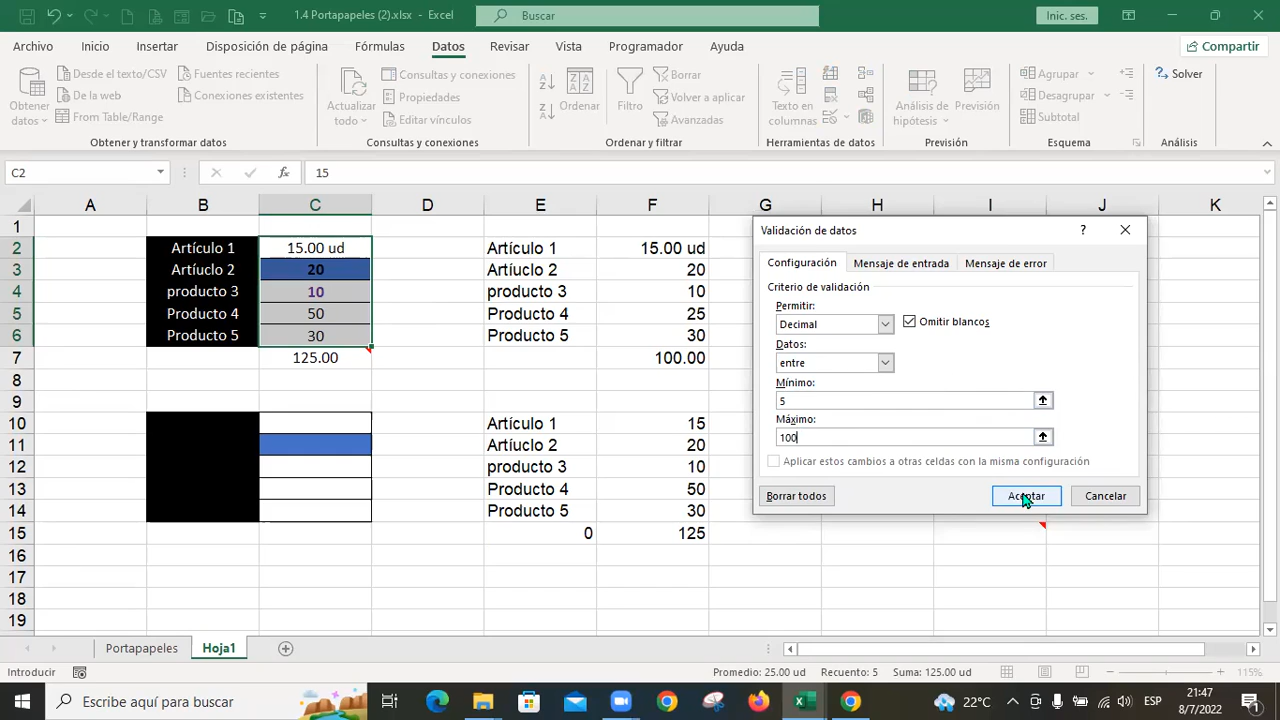 1.4 Portapapeles (2).xlsx - Excel
Buscar
Inic. ses.
Archivo Inicio Insertar Disposición de página Fórmulas Datos Revisar Vista Programador Ayuda Compartir
Obtener datos
Desde el texto/CSV
De la web
From Table/Range
Fuentes recientes
Conexiones existentes
Obtener y transformar datos
Actualizar todo
Consultas y conexiones
Propiedades
Editar vínculos
Consultas y conexiones
Ordenar
Filtro
Borrar
Volver a aplicar
Avanzadas
Ordenar y filtrar
Texto en columnas
Herramientas de datos
Análisis de hipótesis
Previsión
Previsión
Agrupar
Desagrupar
Subtotal
Esquema
Solver
Análisis
C2 fx 15
A B C D E F G H I J K
1
2 Artículo 1 15.00 ud Artículo 1 15.00 ud
3 Artíuclo 2 20 Artíuclo 2 20
4 producto 3 10 producto 3 10
5 Producto 4 50 Producto 4 25
6 Producto 5 30 Producto 5 30
7 125.00 100.00
8
9
10 Artículo 1 15
11 Artíuclo 2 20
12 producto 3 10
13 Producto 4 50
14 Producto 5 30
15 0 125
16
17
18
19
Validación de datos ?
Configuración Mensaje de entrada Mensaje de error
Criterio de validación
Permitir:
Decimal Omitir blancos
Datos:
entre
Mínimo:
5
Máximo:
100
Aplicar estos cambios a otras celdas con la misma configuración
Borrar todos Aceptar Cancelar
Portapapeles Hoja1
Introducir Promedio: 25.00 ud Recuento: 5 Suma: 125.00 ud 115%
Escribe aquí para buscar
22°C
ESP
21:47
8/7/2022
1